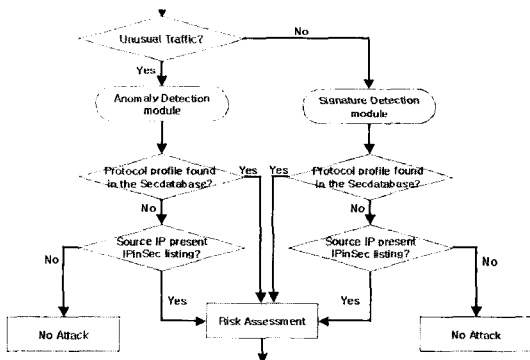 Unusual Traffic?
No
Yes
Anomaly Detection
module
Signature Detection
module
Protocol profile found
in the Secdatabase?
Yes
Yes
Protocol profile found
in the Secdatabase?
No
No
Source IP present
IPinSec listing?
Source IP present
IPinSec listing?
No
No
Yes
Yes
No Attack
Risk Assessment
No Attack